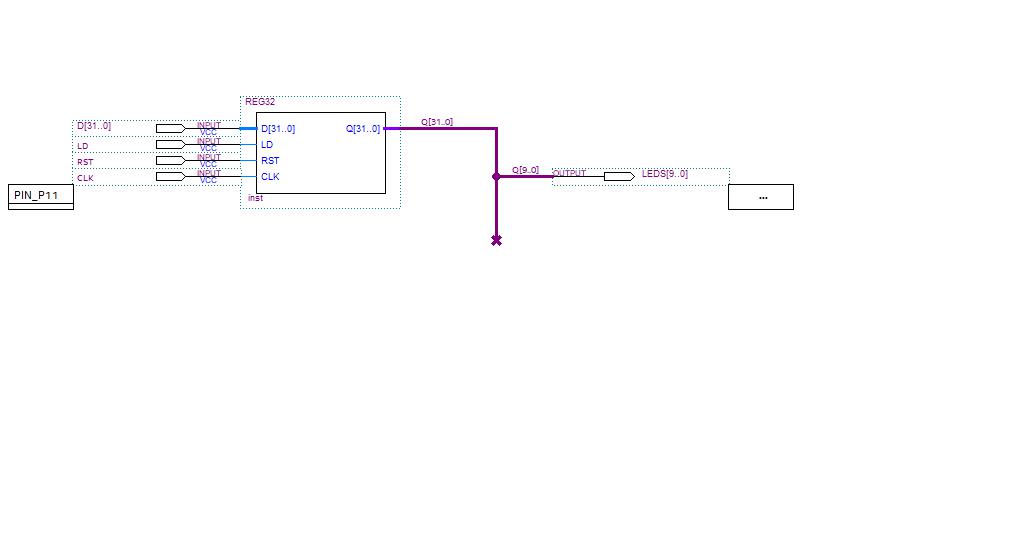 REG32
D[31..0] INPUT VCC D[31..0] Q[31..0] Q[31..0]
LD INPUT VCC LD
RST INPUT VCC RST
CLK INPUT VCC CLK Q[9..0] OUTPUT LEDS[9..0]
PIN_P11 inst ...